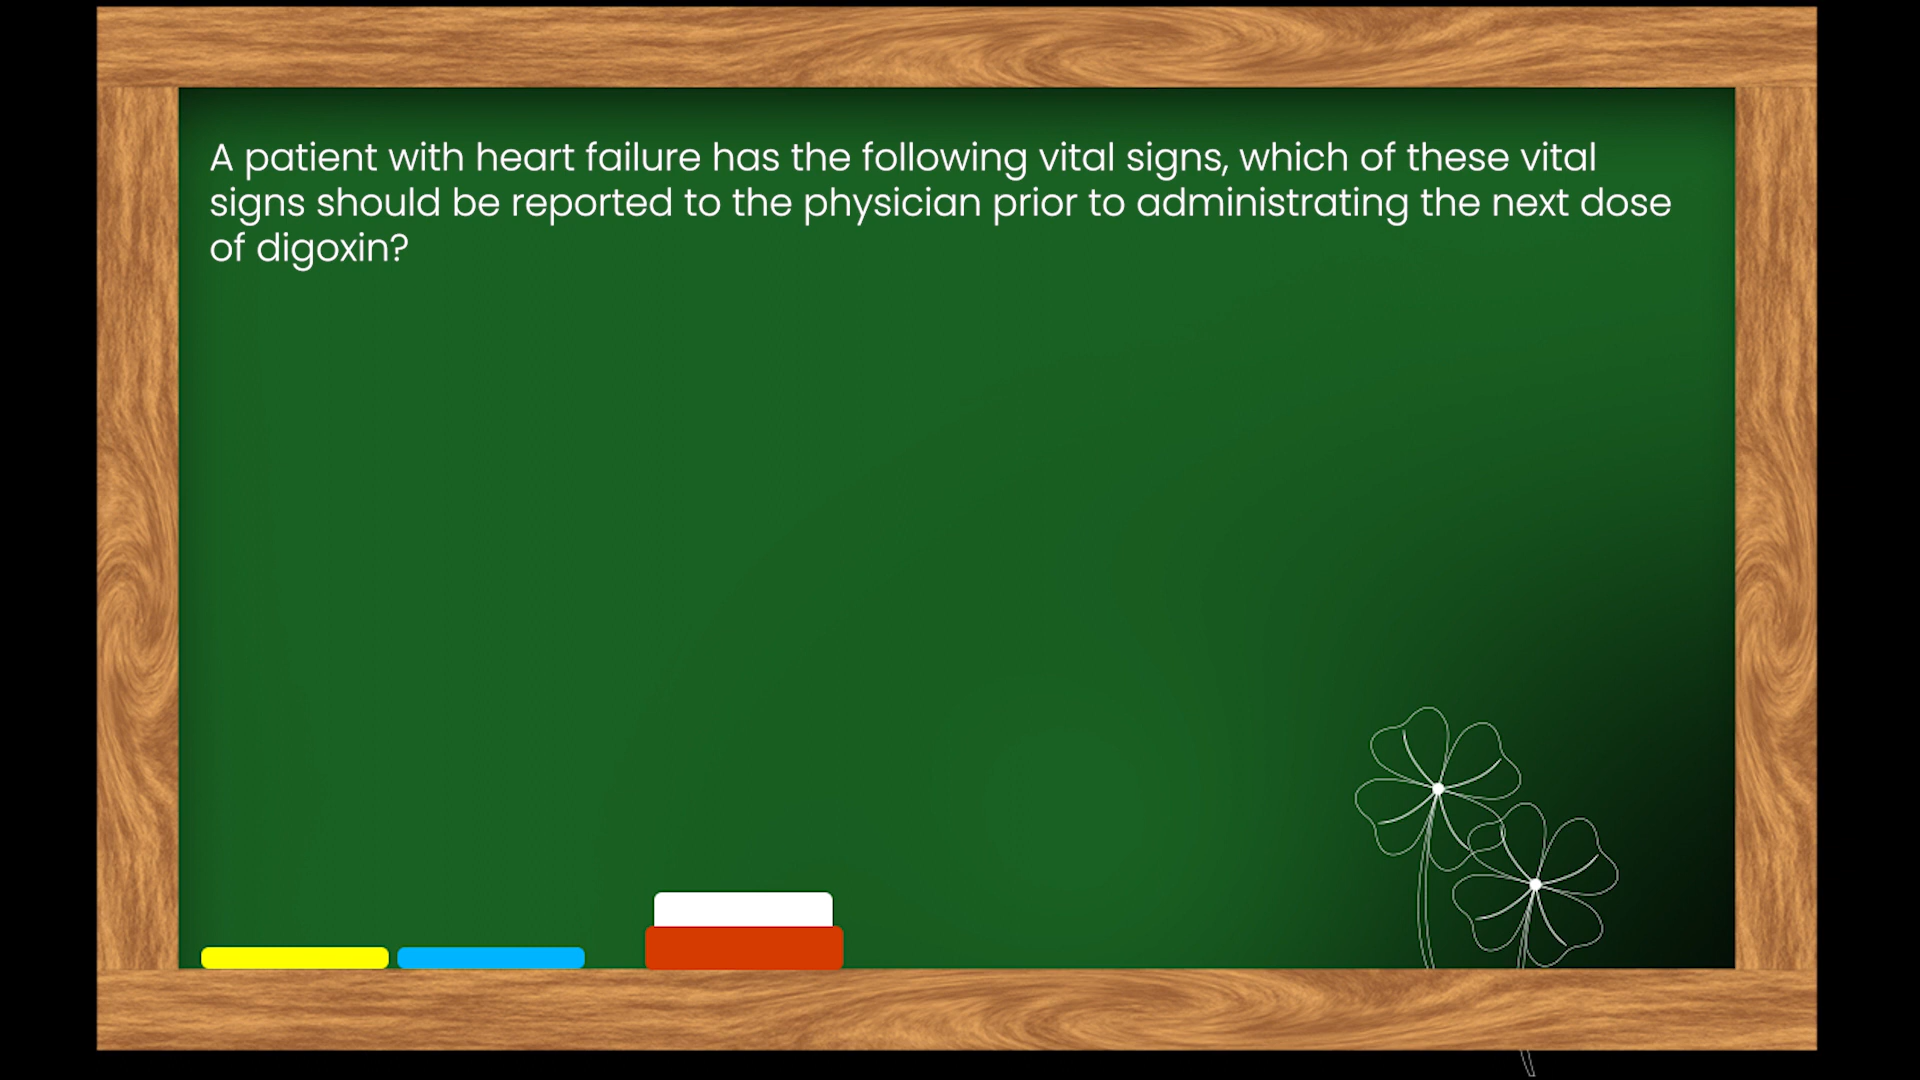 A patient with heart failure has the following vital signs, which of these vital
signs should be reported to the physician prior to administrating the next dose
of digoxin?